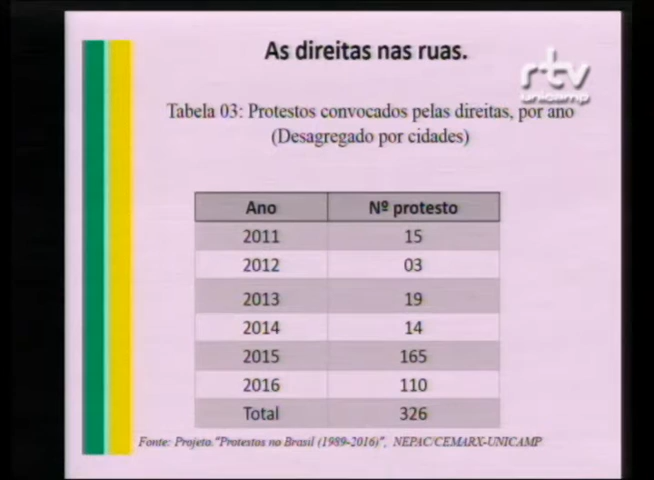 As direitas nas ruas.
rtv
unicamp
Tabela 03: Protestos convocados pelas direitas, por ano
(Desagregado por cidades)
Ano Nº protesto
2011 15
2012 03
2013 19
2014 14
2015 165
2016 110
Total 326
Fonte: Projeto."Protestos no Brasil (1989-2016)", NEPAC/CEMARX-UNICAMP